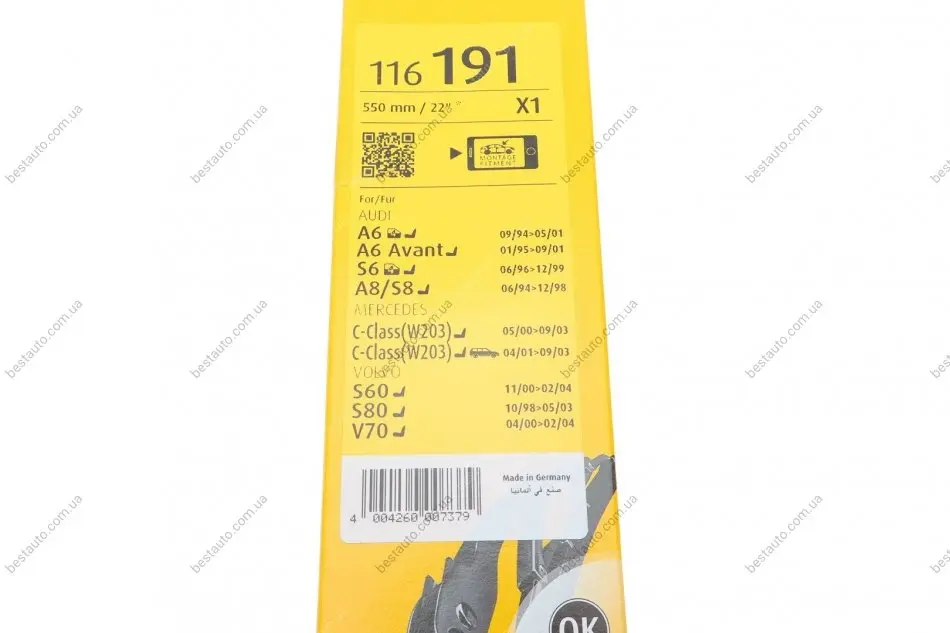 116 191
550 mm / 22" *
X1
MONTAGE
FITMENT
For/Für
AUDI
A6 09/94>05/01
A6 Avant 01/95>09/01
S6 06/96>12/99
A8/S8 06/94>12/98
MERCEDES
C-Class(W203) 05/00>09/03
C-Class(W203) 04/01>09/03
VOLVO
S60 11/00>02/04
S80 10/98>05/03
V70 04/00>02/04
Made in Germany
صنع في ألمانيا
4 004260 007379
OK
bestauto.com.ua